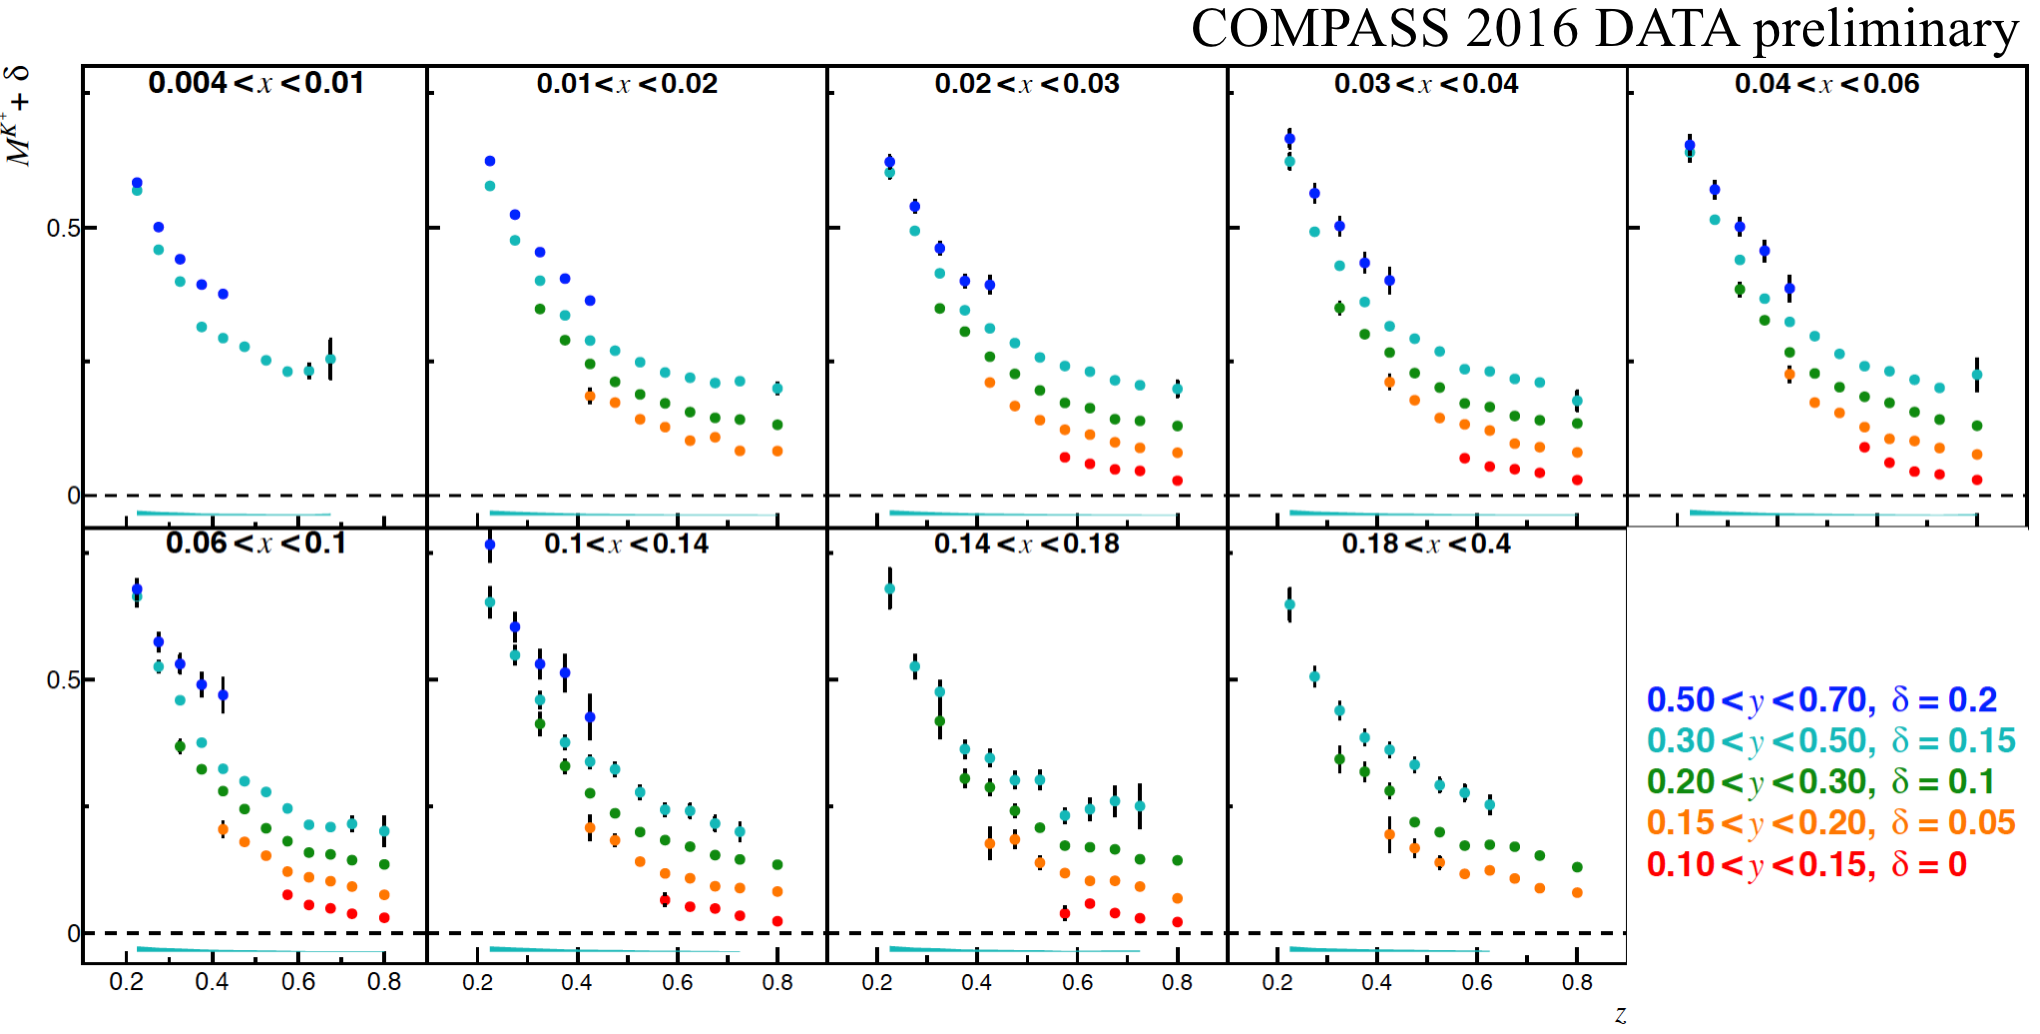 COMPASS 2016 DATA preliminary
M^{K^+} + δ
0.004 < x < 0.01
0.01 < x < 0.02
0.02 < x < 0.03
0.03 < x < 0.04
0.04 < x < 0.06
0.5
0
0.06 < x < 0.1
0.1 < x < 0.14
0.14 < x < 0.18
0.18 < x < 0.4
0.5
0
0.50 < y < 0.70, δ = 0.2
0.30 < y < 0.50, δ = 0.15
0.20 < y < 0.30, δ = 0.1
0.15 < y < 0.20, δ = 0.05
0.10 < y < 0.15, δ = 0
0.2 0.4 0.6 0.8
0.2 0.4 0.6 0.8
0.2 0.4 0.6 0.8
0.2 0.4 0.6 0.8
z